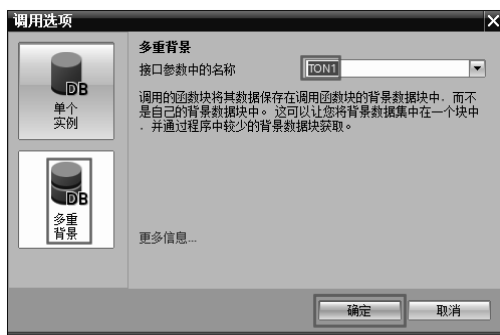 调用选项
DB
单个
实例
DB
多重
背景
多重背景
接口参数中的名称
TON1
调用的函数块将其数据保存在调用函数块的背景数据块中，而不
是自己的背景数据块中。这可以让您将背景数据集中在一个块中
，并通过程序中较少的背景数据块获取。
更多信息...
确定
取消